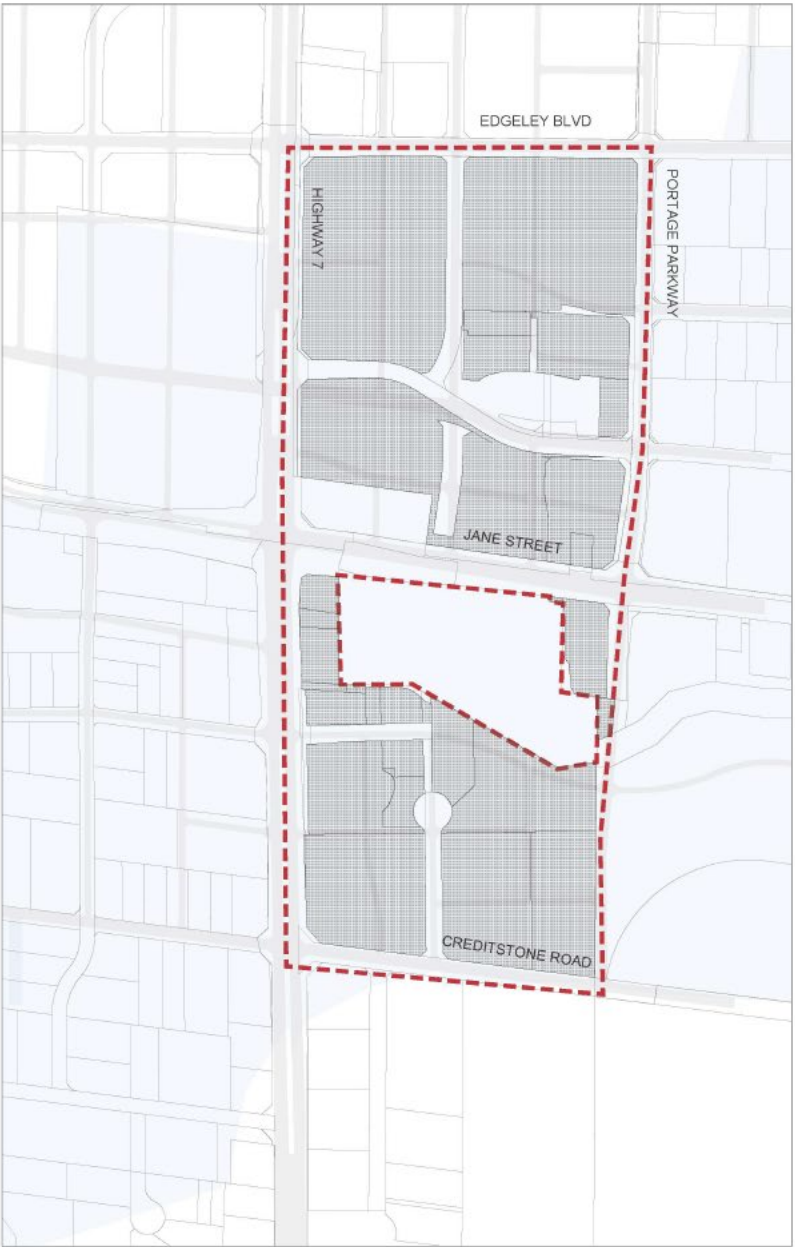 EDGELEY BLVD
HIGHWAY 7
PORTAGE PARKWAY
JANE STREET
CREDITSTONE ROAD